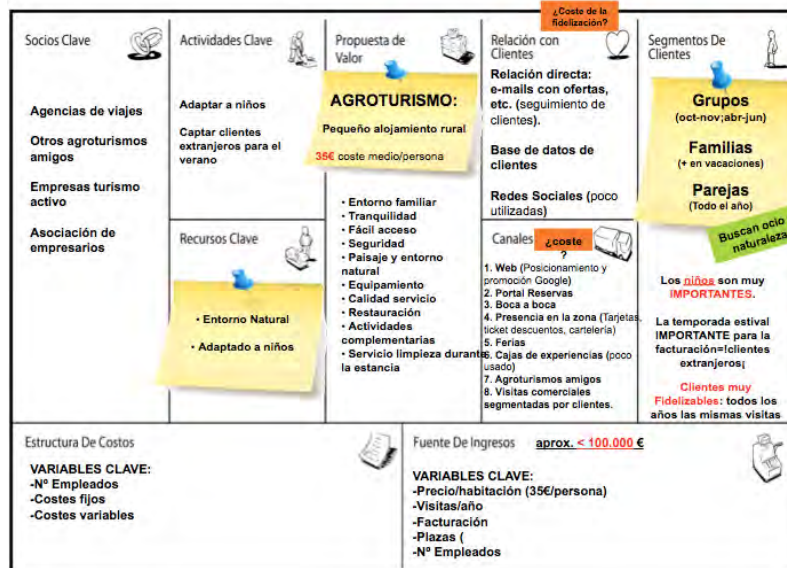 Socios Clave
Agencias de viajes
Otros agroturismos
amigos
Empresas turismo
activo
Asociación de
empresarios
Actividades Clave
Adaptar a niños
Captar clientes
extranjeros para el
verano
Recursos Clave
• Entorno Natural
• Adaptado a niños
Propuesta de
Valor
AGROTURISMO:
Pequeño alojamiento rural
35€ coste medio/persona
• Entorno familiar
• Tranquilidad
• Fácil acceso
• Seguridad
• Paisaje y entorno
natural
• Equipamiento
• Calidad servicio
• Restauración
• Actividades
complementarias
• Servicio limpieza durante
la estancia
¿Coste de la
fidelización?
Relación con
Clientes
Relación directa:
e-mails con ofertas,
etc. (seguimiento de
clientes).
Base de datos de
clientes
Redes Sociales (poco
utilizadas)
Canales
¿coste
?
1. Web (Posicionamiento y
promoción Google)
2. Portal Reservas
3. Boca a boca
4. Presencia en la zona (Tarjetas,
ticket descuentos, cartelería)
5. Ferias
6. Cajas de experiencias (poco
usado)
7. Agroturismos amigos
8. Visitas comerciales
segmentadas por clientes.
Segmentos De
Clientes
Grupos
(oct-nov;abr-jun)
Familias
(+ en vacaciones)
Parejas
(Todo el año)
Buscan ocio
naturaleza
Los niños son muy
IMPORTANTES.
La temporada estival
IMPORTANTE para la
facturación=!clientes
extranjeros¡
Clientes muy
Fidelizables: todos los
años las mismas visitas
Estructura De Costos
VARIABLES CLAVE:
-Nº Empleados
-Costes fijos
-Costes variables
Fuente De Ingresos aprox. < 100.000 €
VARIABLES CLAVE:
-Precio/habitación (35€/persona)
-Visitas/año
-Facturación
-Plazas (
-Nº Empleados